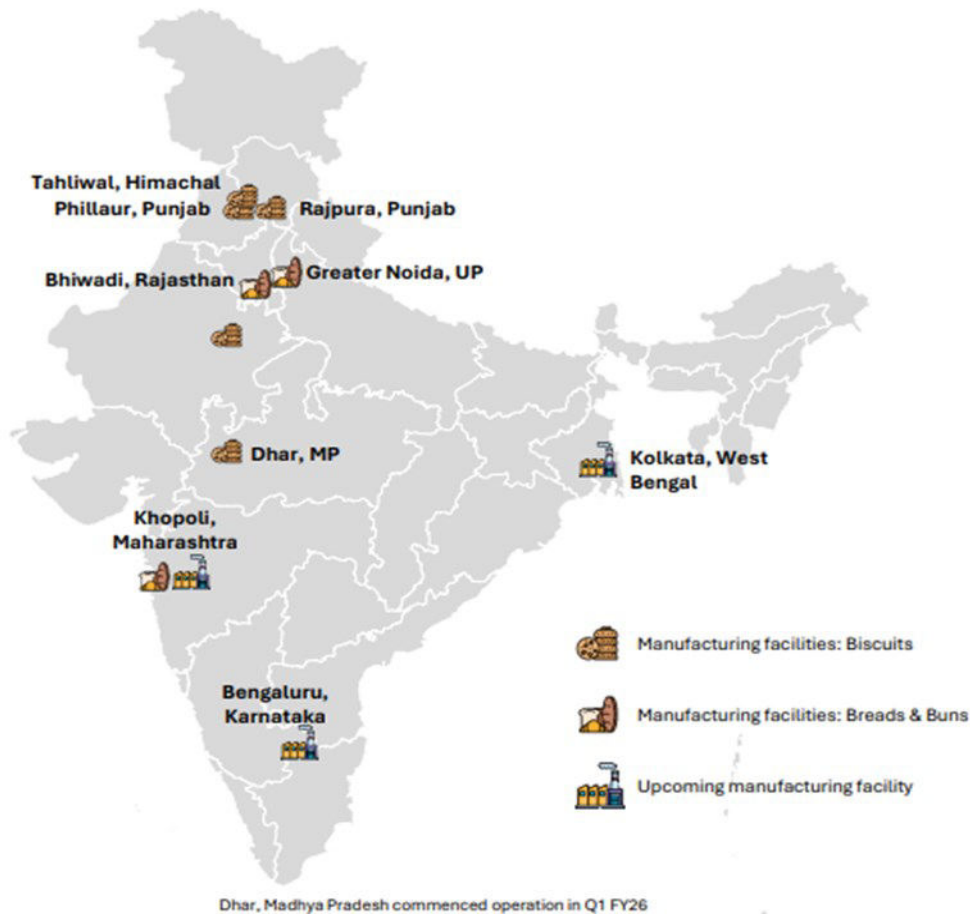 Tahliwal, Himachal
Phillaur, Punjab
Rajpura, Punjab
Bhiwadi, Rajasthan
Greater Noida, UP
Dhar, MP
Kolkata, West
Bengal
Khopoli,
Maharashtra
Bengaluru,
Karnataka
Manufacturing facilities: Biscuits
Manufacturing facilities: Breads & Buns
Upcoming manufacturing facility
Dhar, Madhya Pradesh commenced operation in Q1 FY26